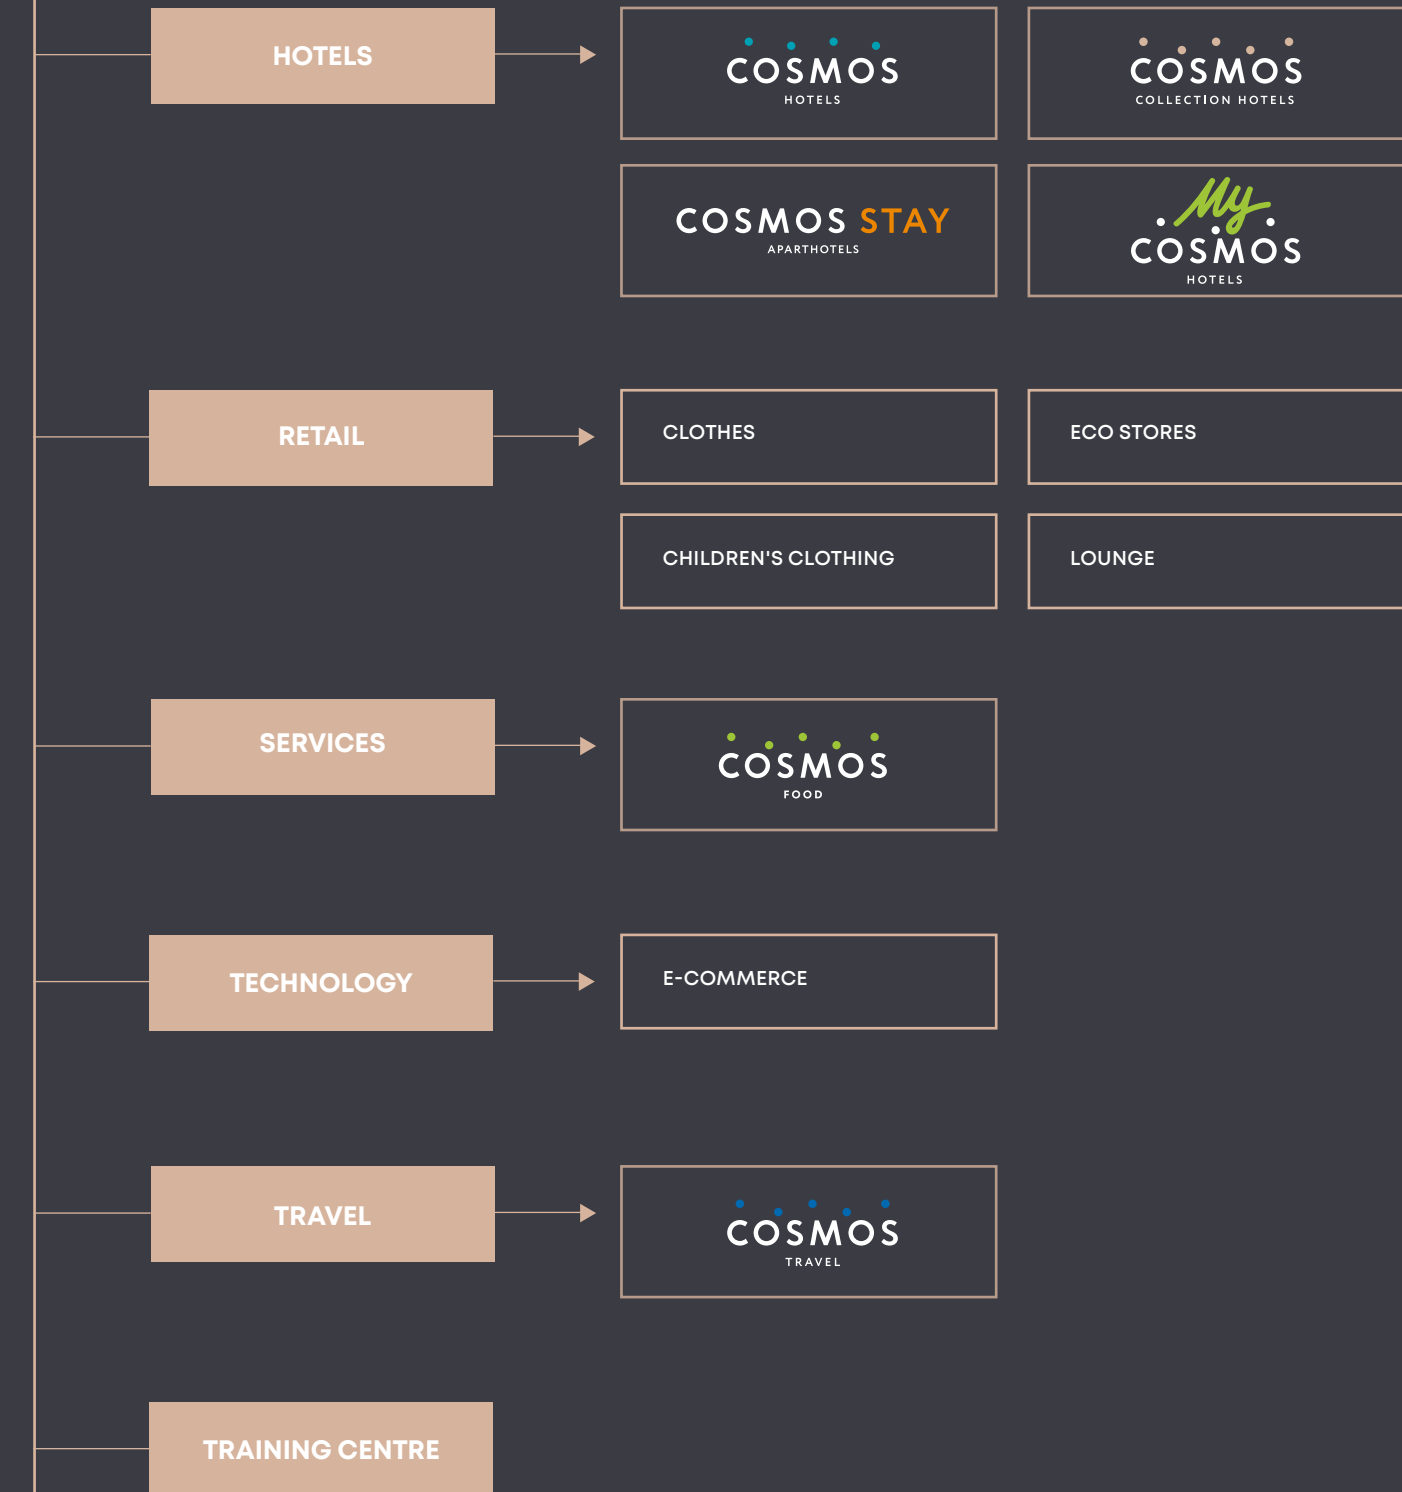 HOTELS
COSMOS
HOTELS
COSMOS
COLLECTION HOTELS
COSMOS STAY
APARTHOTELS
My
COSMOS
HOTELS
RETAIL
CLOTHES
ECO STORES
CHILDREN'S CLOTHING
LOUNGE
SERVICES
COSMOS
FOOD
TECHNOLOGY
E-COMMERCE
TRAVEL
COSMOS
TRAVEL
TRAINING CENTRE